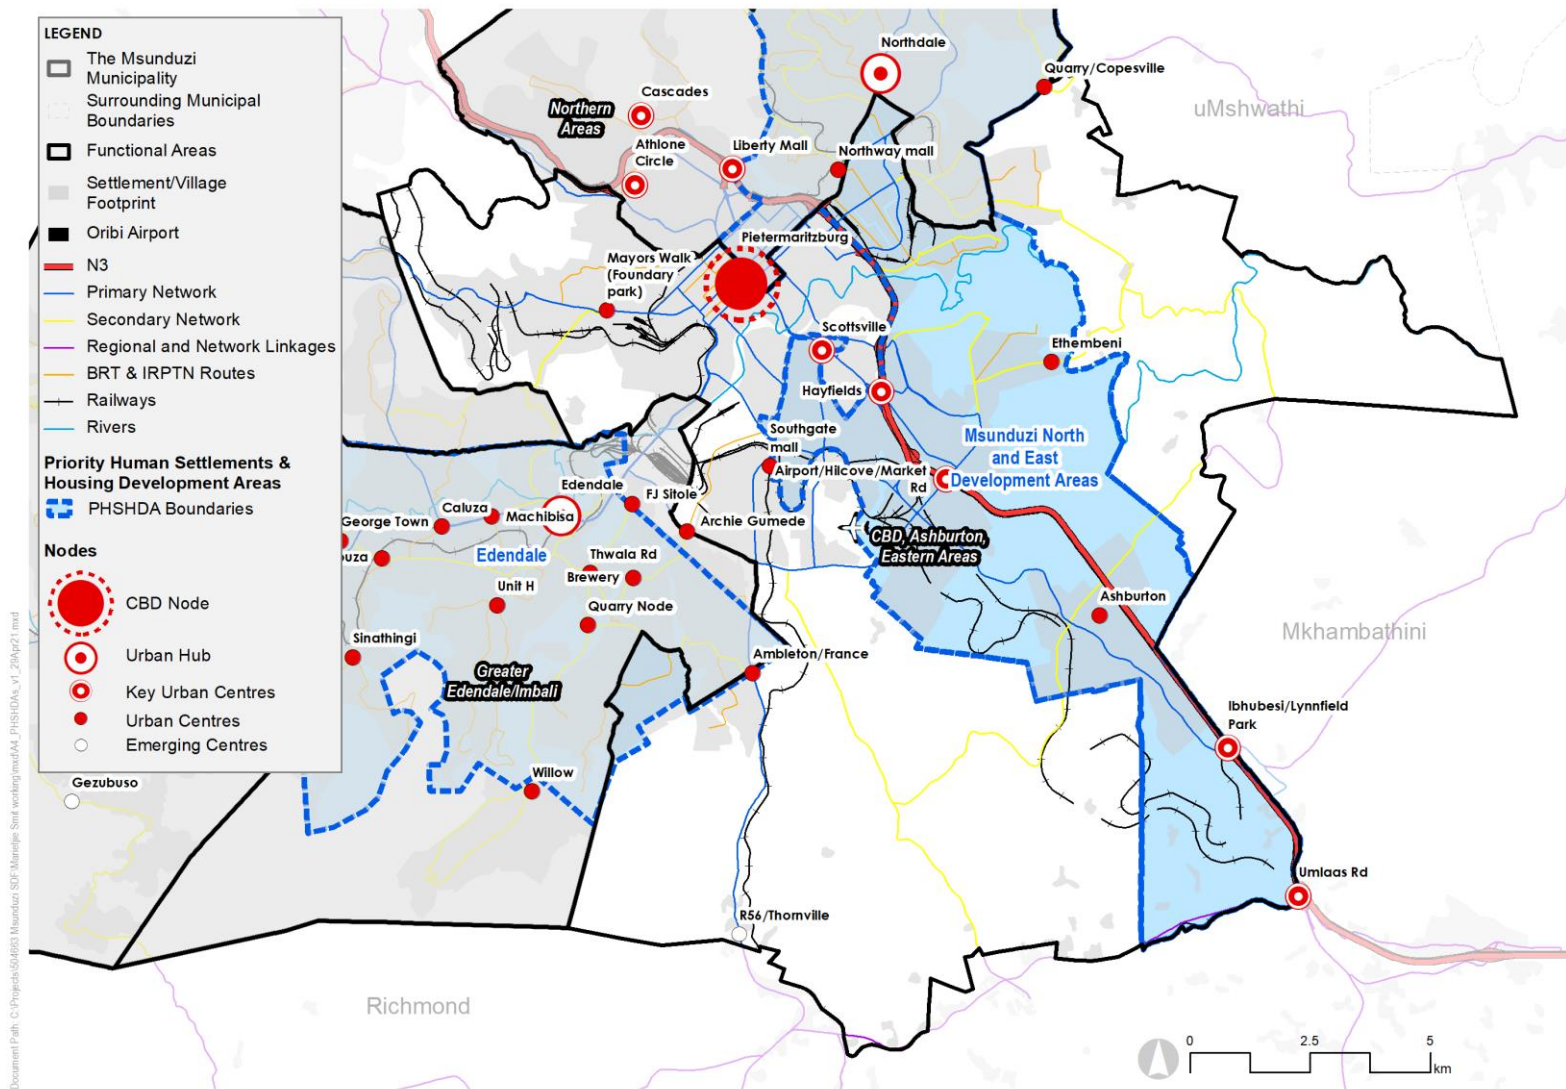 LEGEND
The Msunduzi
Municipality
Surrounding Municipal
Boundaries
Functional Areas
Settlement/Village
Footprint
Oribi Airport
N3
Primary Network
Secondary Network
Regional and Network Linkages
BRT & IRPTN Routes
Railways
Rivers
Priority Human Settlements &
Housing Development Areas
PHSHDA Boundaries
Nodes
CBD Node
Urban Hub
Key Urban Centres
Urban Centres
Emerging Centres
Northdale
Quarry/Copesville
uMshwathi
Cascades
Northern
Areas
Athlone
Circle
Liberty Mall
Northway mall
Pietermaritzburg
Mayors Walk
(Foundary
park)
Scottsville
Ethembeni
Hayfields
Southgate
mall
Msunduzi North
and East
Development Areas
Airport/Hilcove/Market
Rd
Edendale
FJ Sitole
Caluza
Machibisa
George Town
Archie Gumede
CBD, Ashburton,
Eastern Areas
Edendale
uza
Thwala Rd
Brewery
Unit H
Quarry Node
Ashburton
Mkhambathini
Sinathingi
Ambleton/France
Greater
Edendale/Imbali
Ibhubesi/Lynnfield
Park
Willow
Gezubuso
Umlaas Rd
R56/Thornville
Richmond
0 2.5 5
km